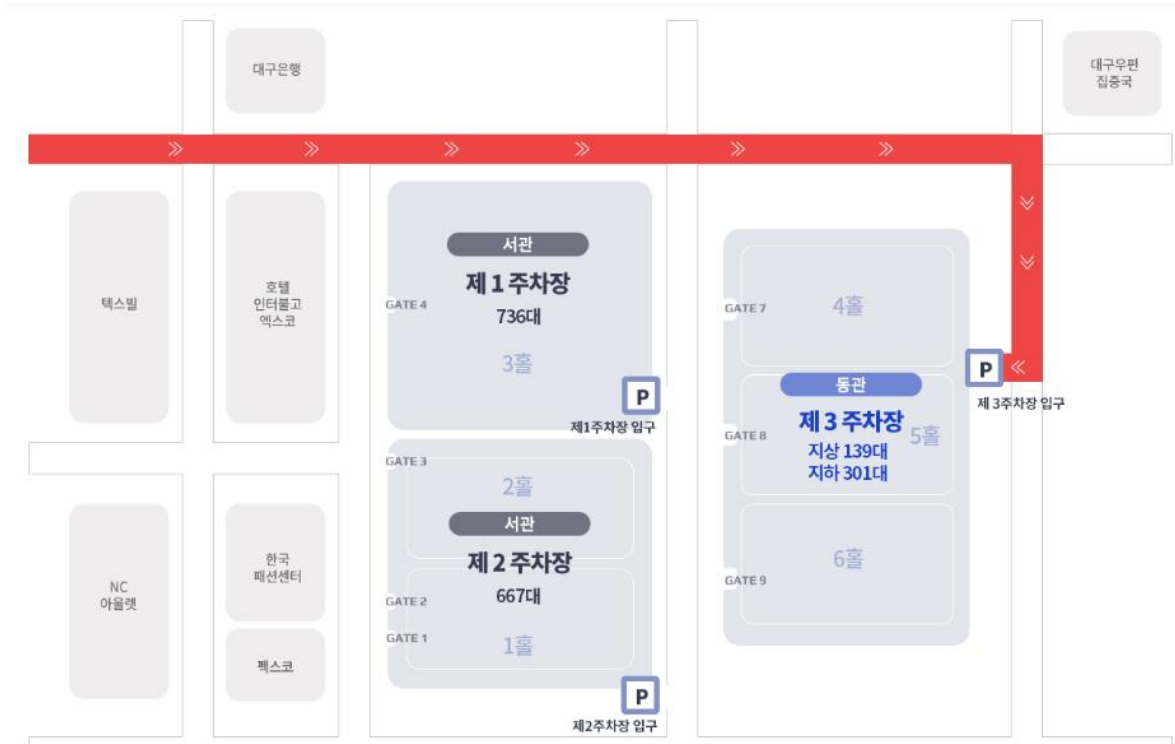 대구은행
대구우편
집중국
텍스빌
호텔
인터불고
엑스코
서관
제 1 주차장
736대
GATE 4
3홀
P
제1주차장 입구
GATE 7
4홀
P
제 3주차장 입구
동관
제 3 주차장
지상 139대
지하 301대
GATE 8
5홀
GATE 3
2홀
서관
제 2 주차장
667대
GATE 2
GATE 1
1홀
P
제2주차장 입구
6홀
GATE 9
NC
아울렛
한국
패션센터
펙스코